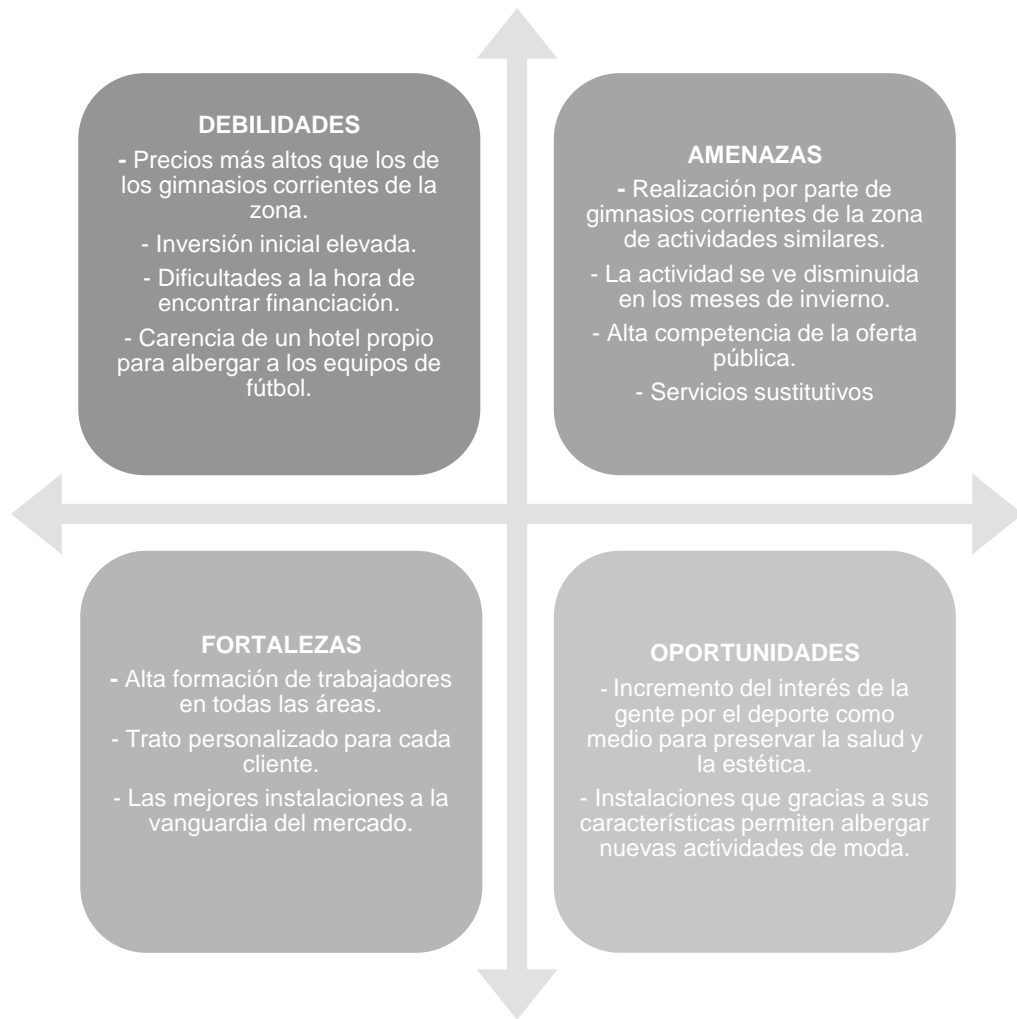 DEBILIDADES
- Precios más altos que los de
los gimnasios corrientes de la
zona.
- Inversión inicial elevada.
- Dificultades a la hora de
encontrar financiación.
- Carencia de un hotel propio
para albergar a los equipos de
fútbol.
AMENAZAS
- Realización por parte de
gimnasios corrientes de la zona
de actividades similares.
- La actividad se ve disminuida
en los meses de invierno.
- Alta competencia de la oferta
pública.
- Servicios sustitutivos
FORTALEZAS
- Alta formación de trabajadores
en todas las áreas.
- Trato personalizado para cada
cliente.
- Las mejores instalaciones a la
vanguardia del mercado.
OPORTUNIDADES
- Incremento del interés de la
gente por el deporte como
medio para preservar la salud y
la estética.
- Instalaciones que gracias a sus
características permiten albergar
nuevas actividades de moda.